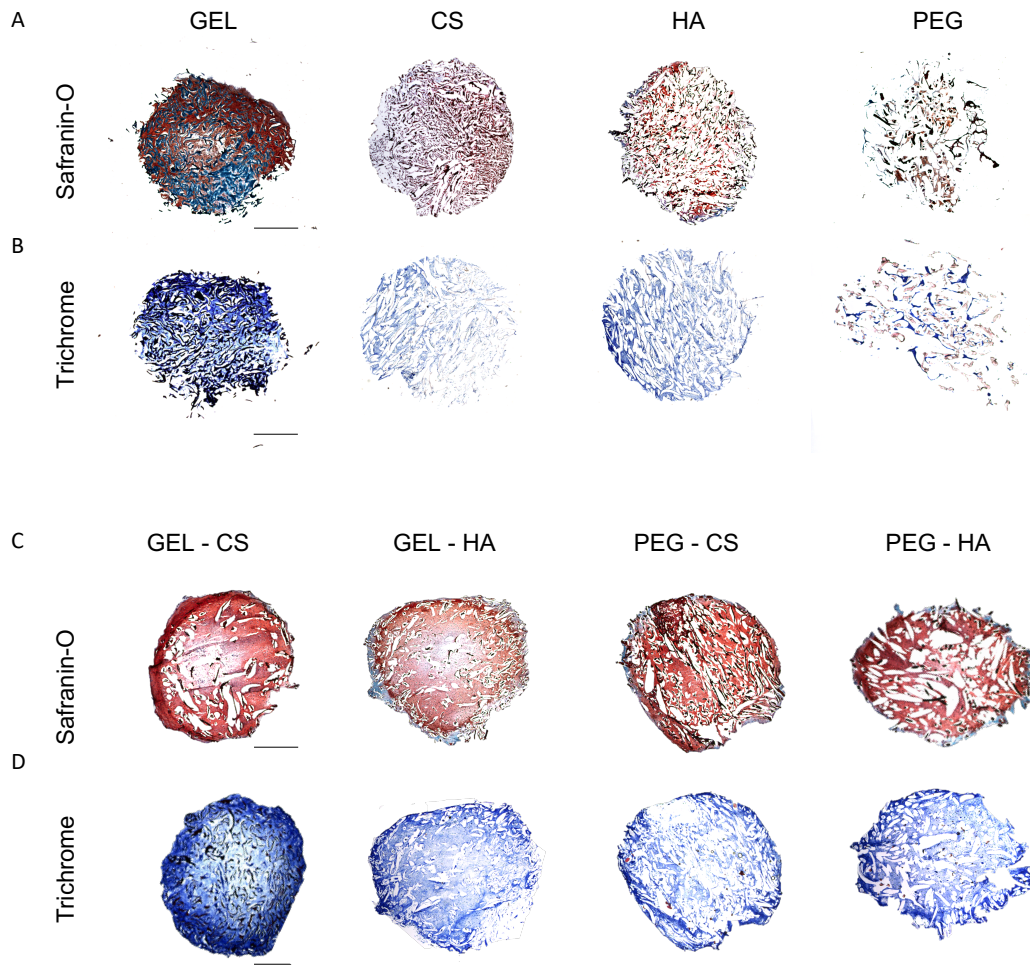 A
GEL CS HA PEG
Safranin-O
B
Trichrome
C
GEL - CS GEL - HA PEG - CS PEG - HA
Safranin-O
D
Trichrome